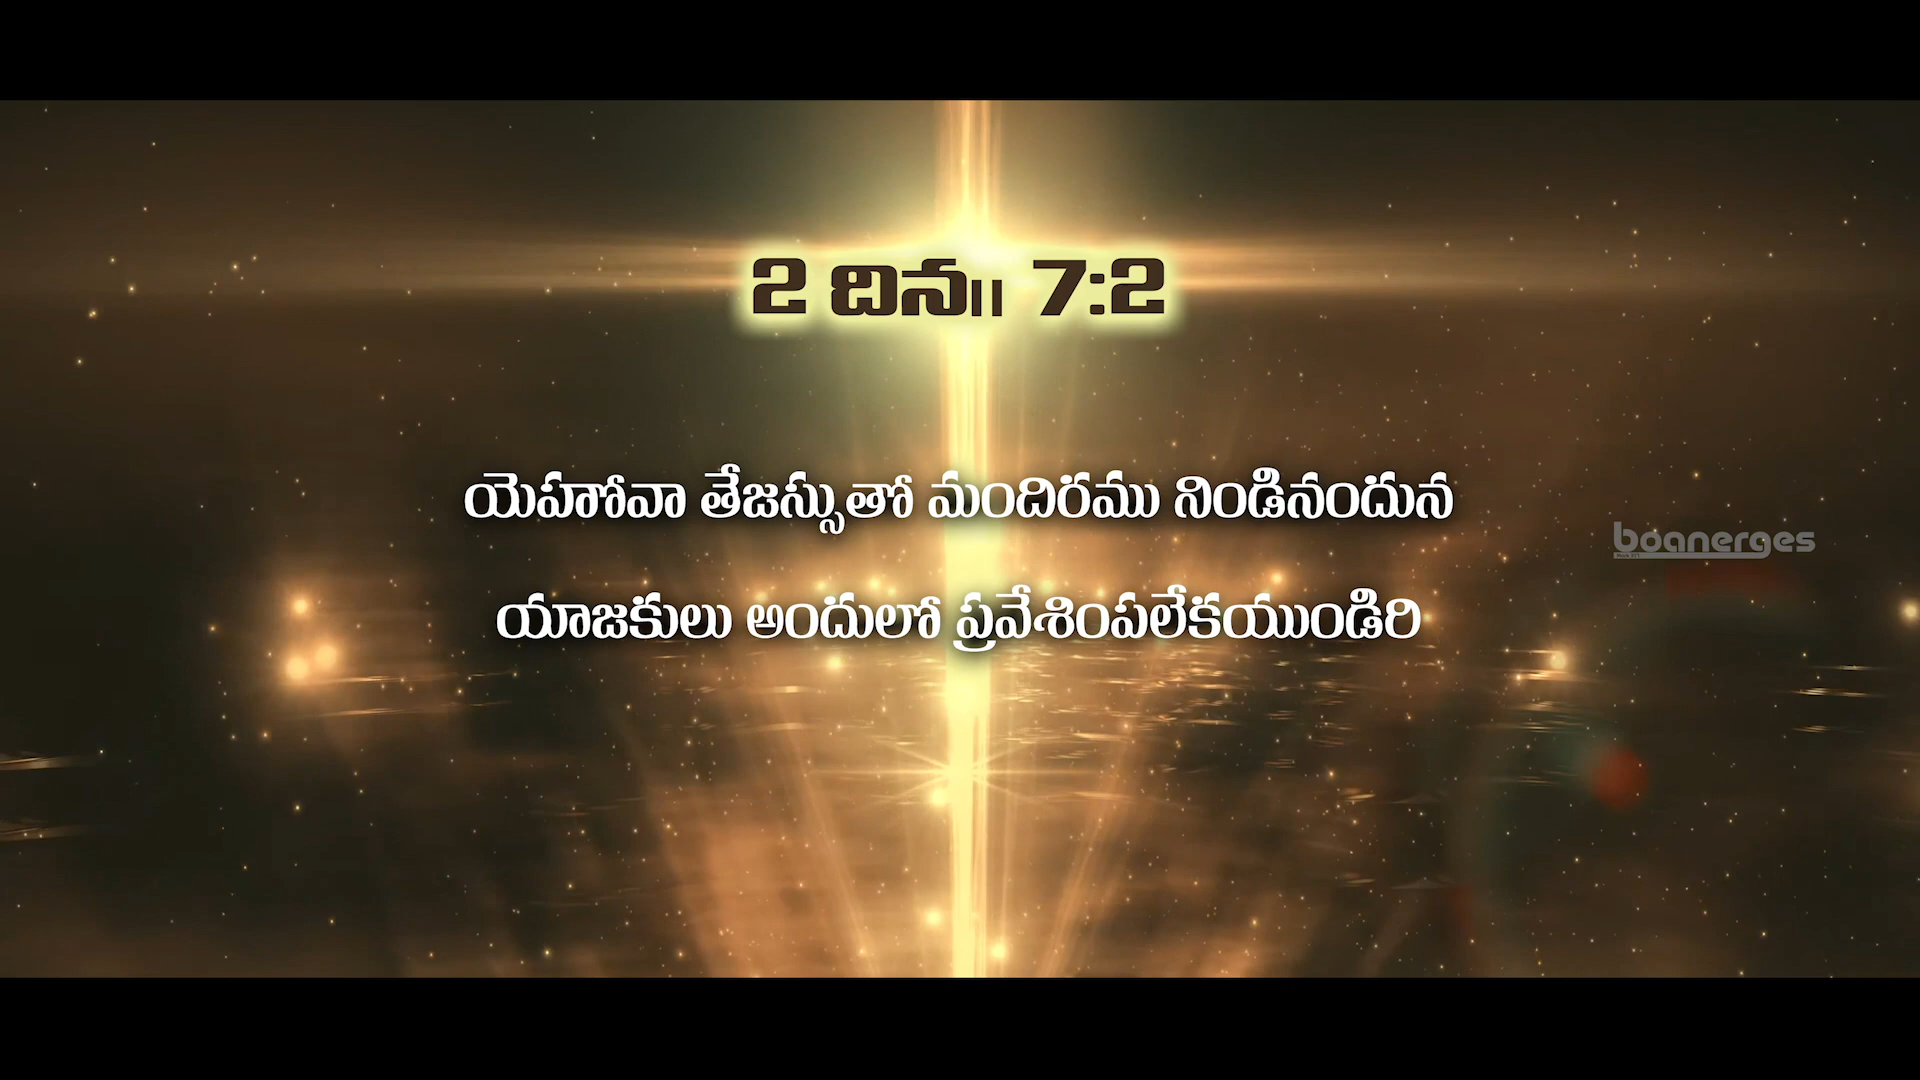 2 దిన॥ 7:2
యెహోవా తేజస్సుతో మందిరము నిండినందున
యాజకులు అందులో ప్రవేశింపలేకయుండిరి
boanerges